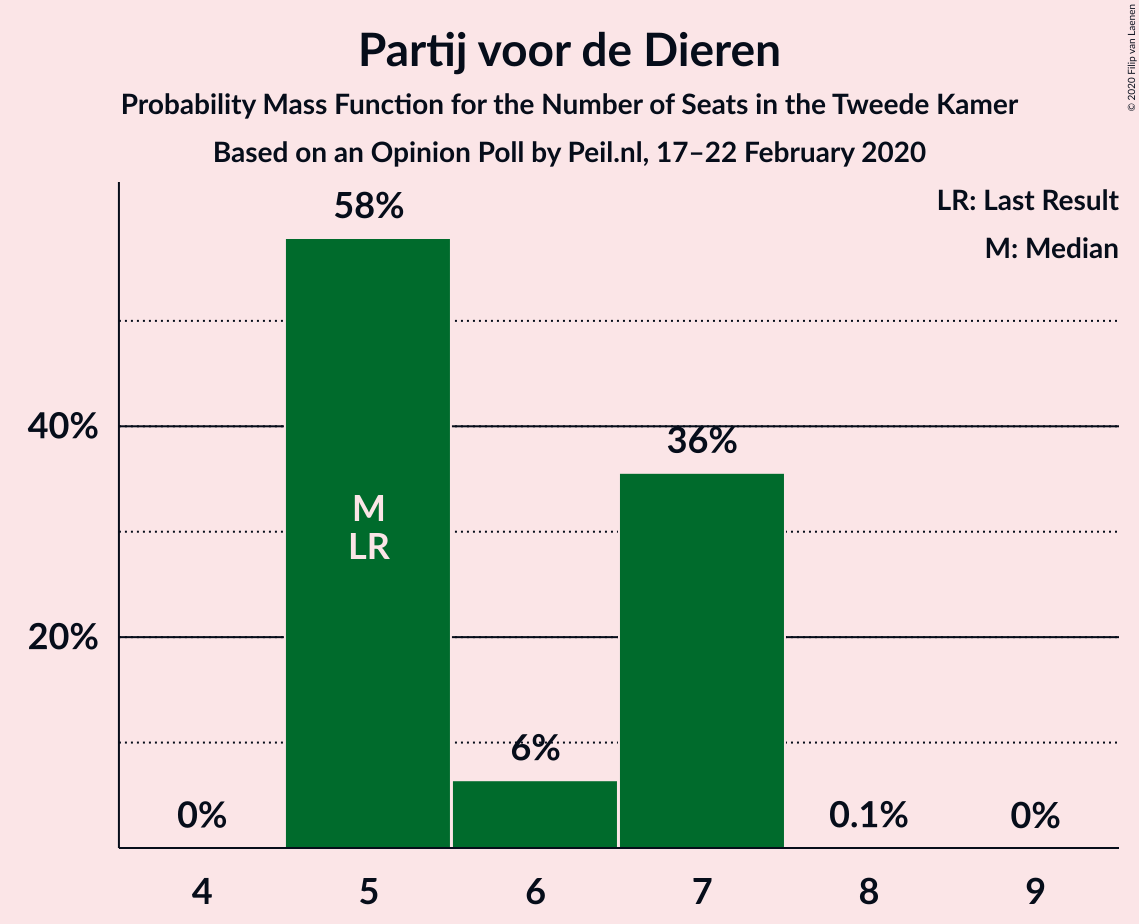 Partij voor de Dieren
Probability Mass Function for the Number of Seats in the Tweede Kamer
Based on an Opinion Poll by Peil.nl, 17–22 February 2020
© 2020 Filip van Laenen
LR: Last Result
M: Median
58%
40%
36%
M
LR
20%
6%
0%
0.1%
0%
4 5 6 7 8 9